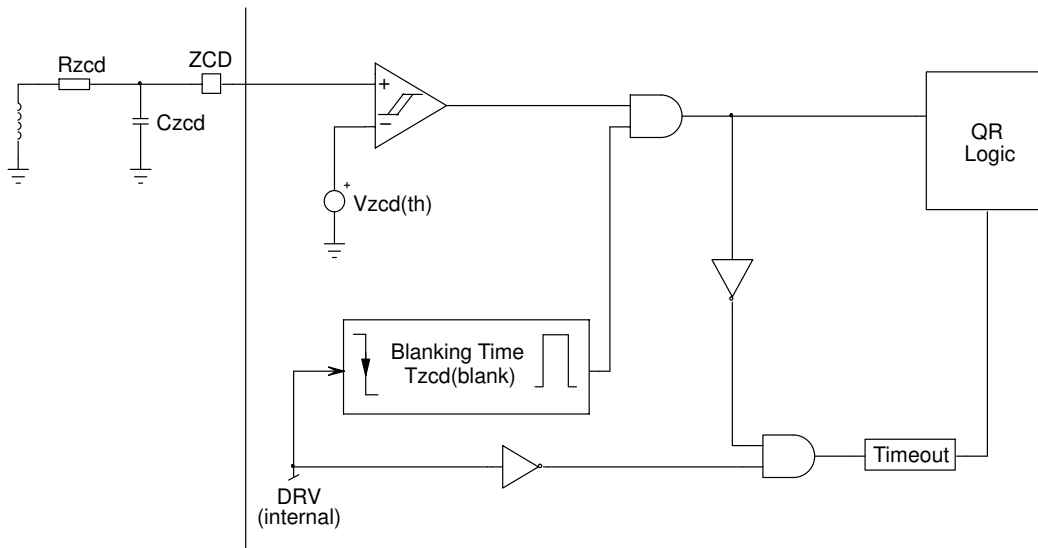 Rzcd
ZCD
Czcd
+
−
+
Vzcd(th)
QR
Logic
Blanking Time
Tzcd(blank)
Timeout
DRV
(internal)